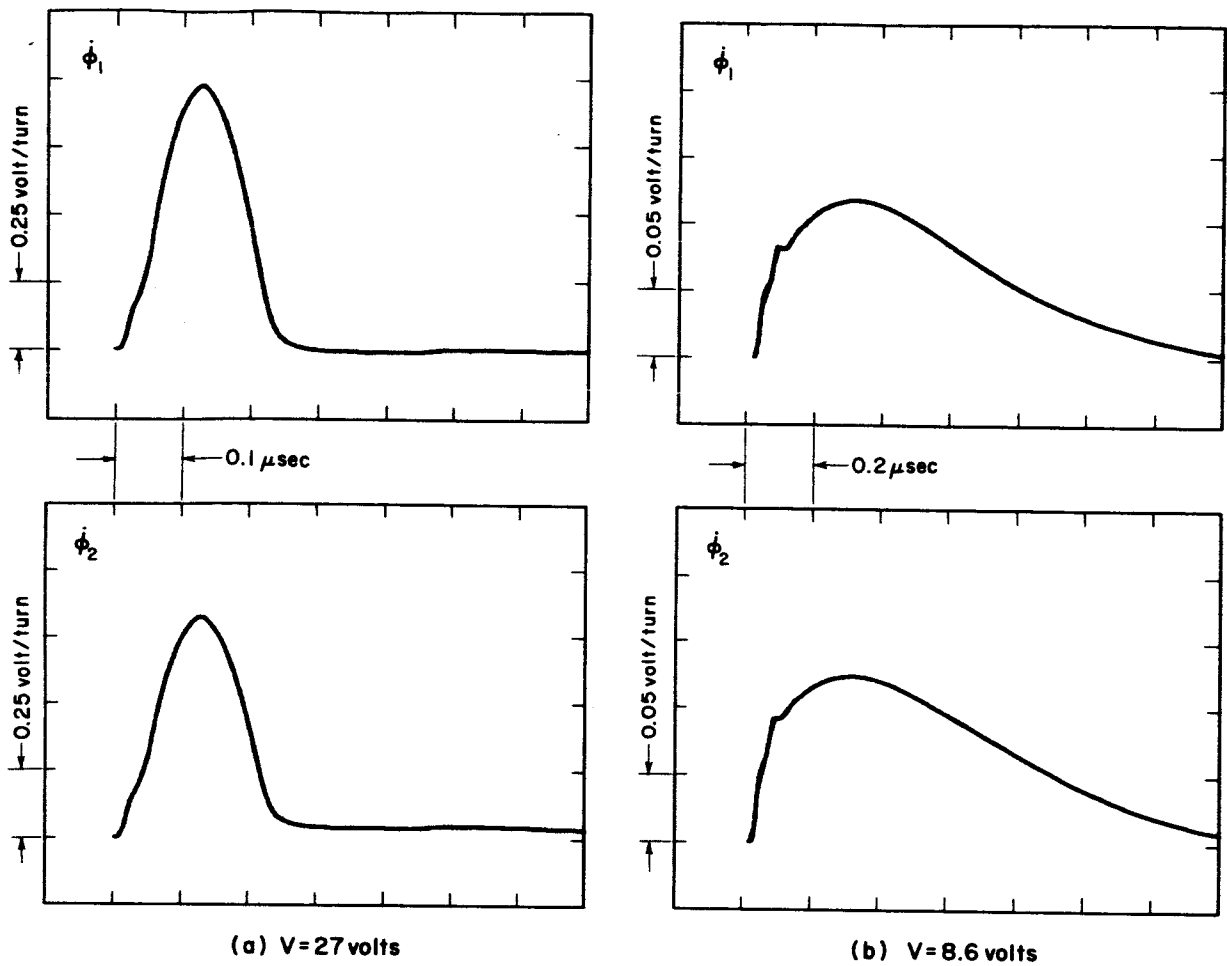 φ̇₁
0.25 volt/turn
φ̇₁
0.05 volt/turn
0.1 μsec
0.2 μsec
φ̇₂
0.25 volt/turn
φ̇₂
0.05 volt/turn
(a) V = 27 volts
(b) V = 8.6 volts